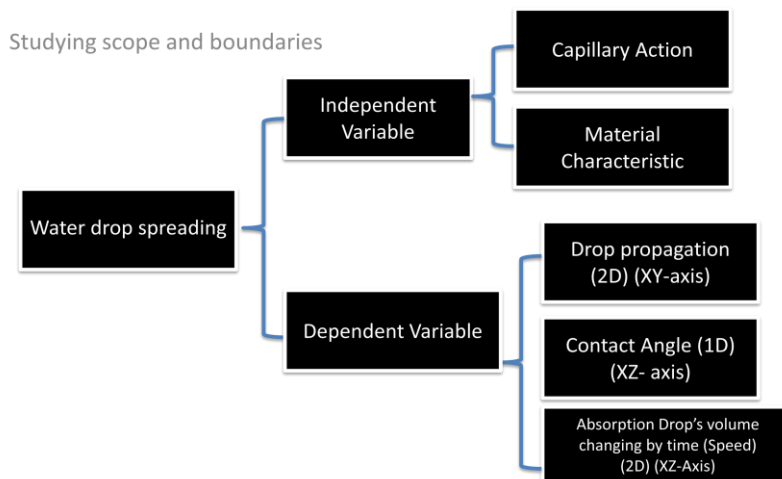 Studying scope and boundaries
Capillary Action
Independent
Variable
Material
Characteristic
Water drop spreading
Drop propagation
(2D) (XY-axis)
Dependent Variable
Contact Angle (1D)
(XZ- axis)
Absorption Drop's volume
changing by time (Speed)
(2D) (XZ-Axis)